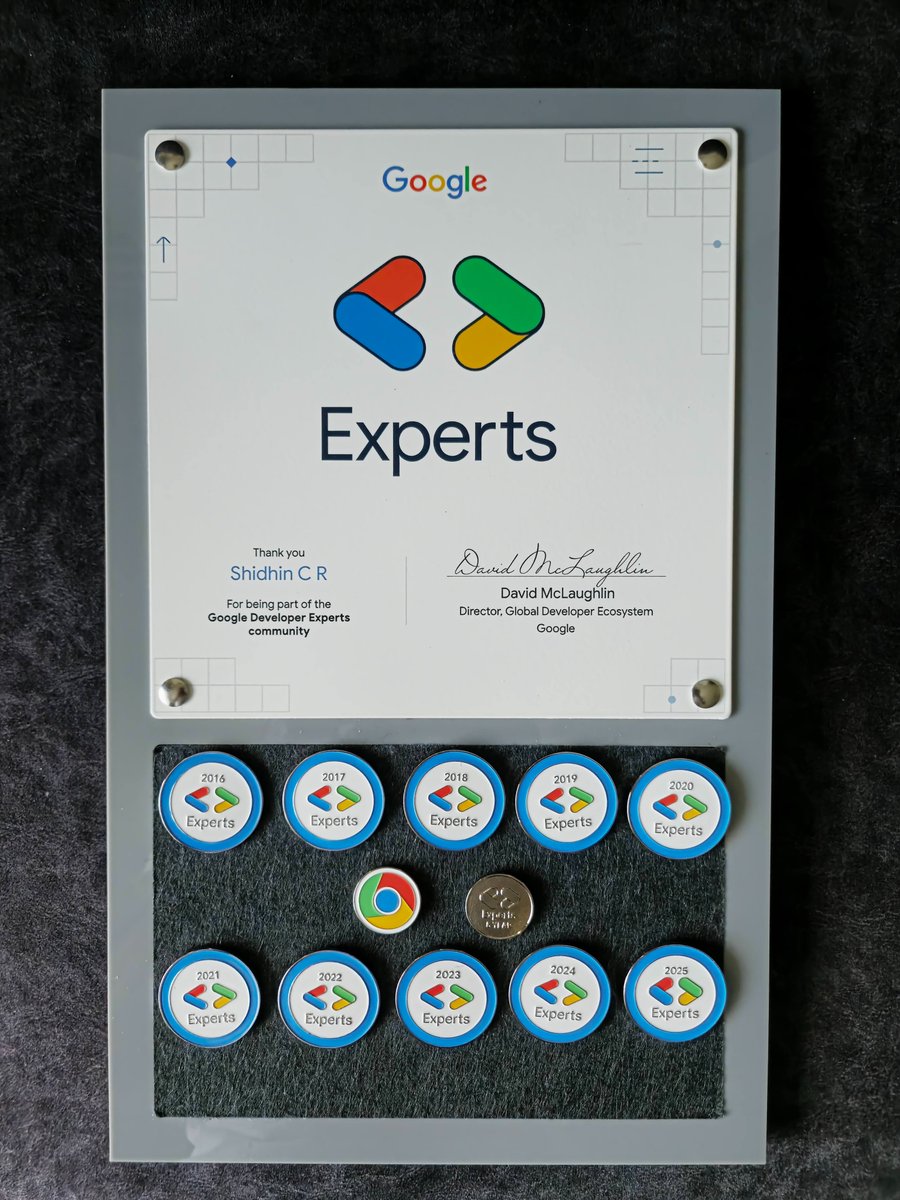 Google
Experts
Thank you
Shidhin C R
For being part of the
Google Developer Experts
community
David McLaughlin
David McLaughlin
Director, Global Developer Ecosystem
Google
2016
Experts
2017
Experts
2018
Experts
2019
Experts
2020
Experts
Experts
2021
Experts
2022
Experts
2023
Experts
2024
Experts
2025
Experts